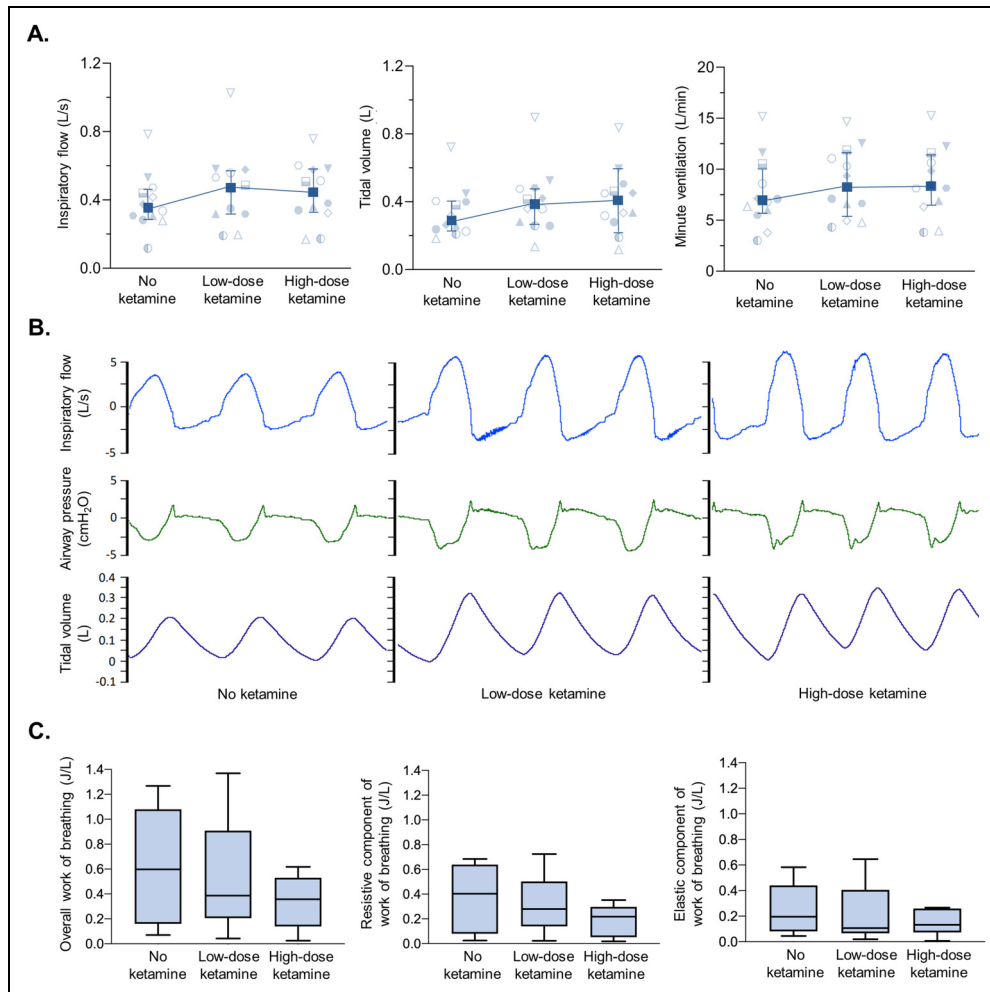 A.
Inspiratory flow (L/s)
1.2
0.8
0.4
0.0
No
ketamine
Low-dose
ketamine
High-dose
ketamine
Tidal volume (L)
1.2
0.8
0.4
0.0
No
ketamine
Low-dose
ketamine
High-dose
ketamine
Minute ventilation (L/min)
20
15
10
5
0
No
ketamine
Low-dose
ketamine
High-dose
ketamine
B.
Inspiratory flow
(L/s)
5
0
-5
Airway pressure
(cmH2O)
5
0
-5
Tidal volume
(L)
0.4
0.3
0.2
0.1
0
-0.1
No ketamine
Low-dose ketamine
High-dose ketamine
C.
Overall work of breathing (J/L)
1.4
1.2
1.0
0.8
0.6
0.4
0.2
0.0
No
ketamine
Low-dose
ketamine
High-dose
ketamine
Resistive component of
work of breathing (J/L)
1.4
1.2
1.0
0.8
0.6
0.4
0.2
0.0
No
ketamine
Low-dose
ketamine
High-dose
ketamine
Elastic component of
work of breathing (J/L)
1.4
1.2
1.0
0.8
0.6
0.4
0.2
0.0
No
ketamine
Low-dose
ketamine
High-dose
ketamine